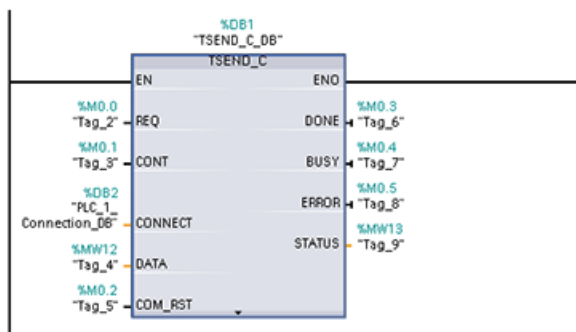 %DB1
"TSEND_C_DB"
TSEND_C
EN ENO
%M0.0 %M0.3
"Tag_2" REQ DONE "Tag_6"
%M0.1 %M0.4
"Tag_3" CONT BUSY "Tag_7"
%DB2 %M0.5
"PLC_1_ ERROR "Tag_8"
Connection_DB" CONNECT
%MW12 %MW13
"Tag_4" DATA STATUS "Tag_9"
%M0.2
"Tag_5" COM_RST